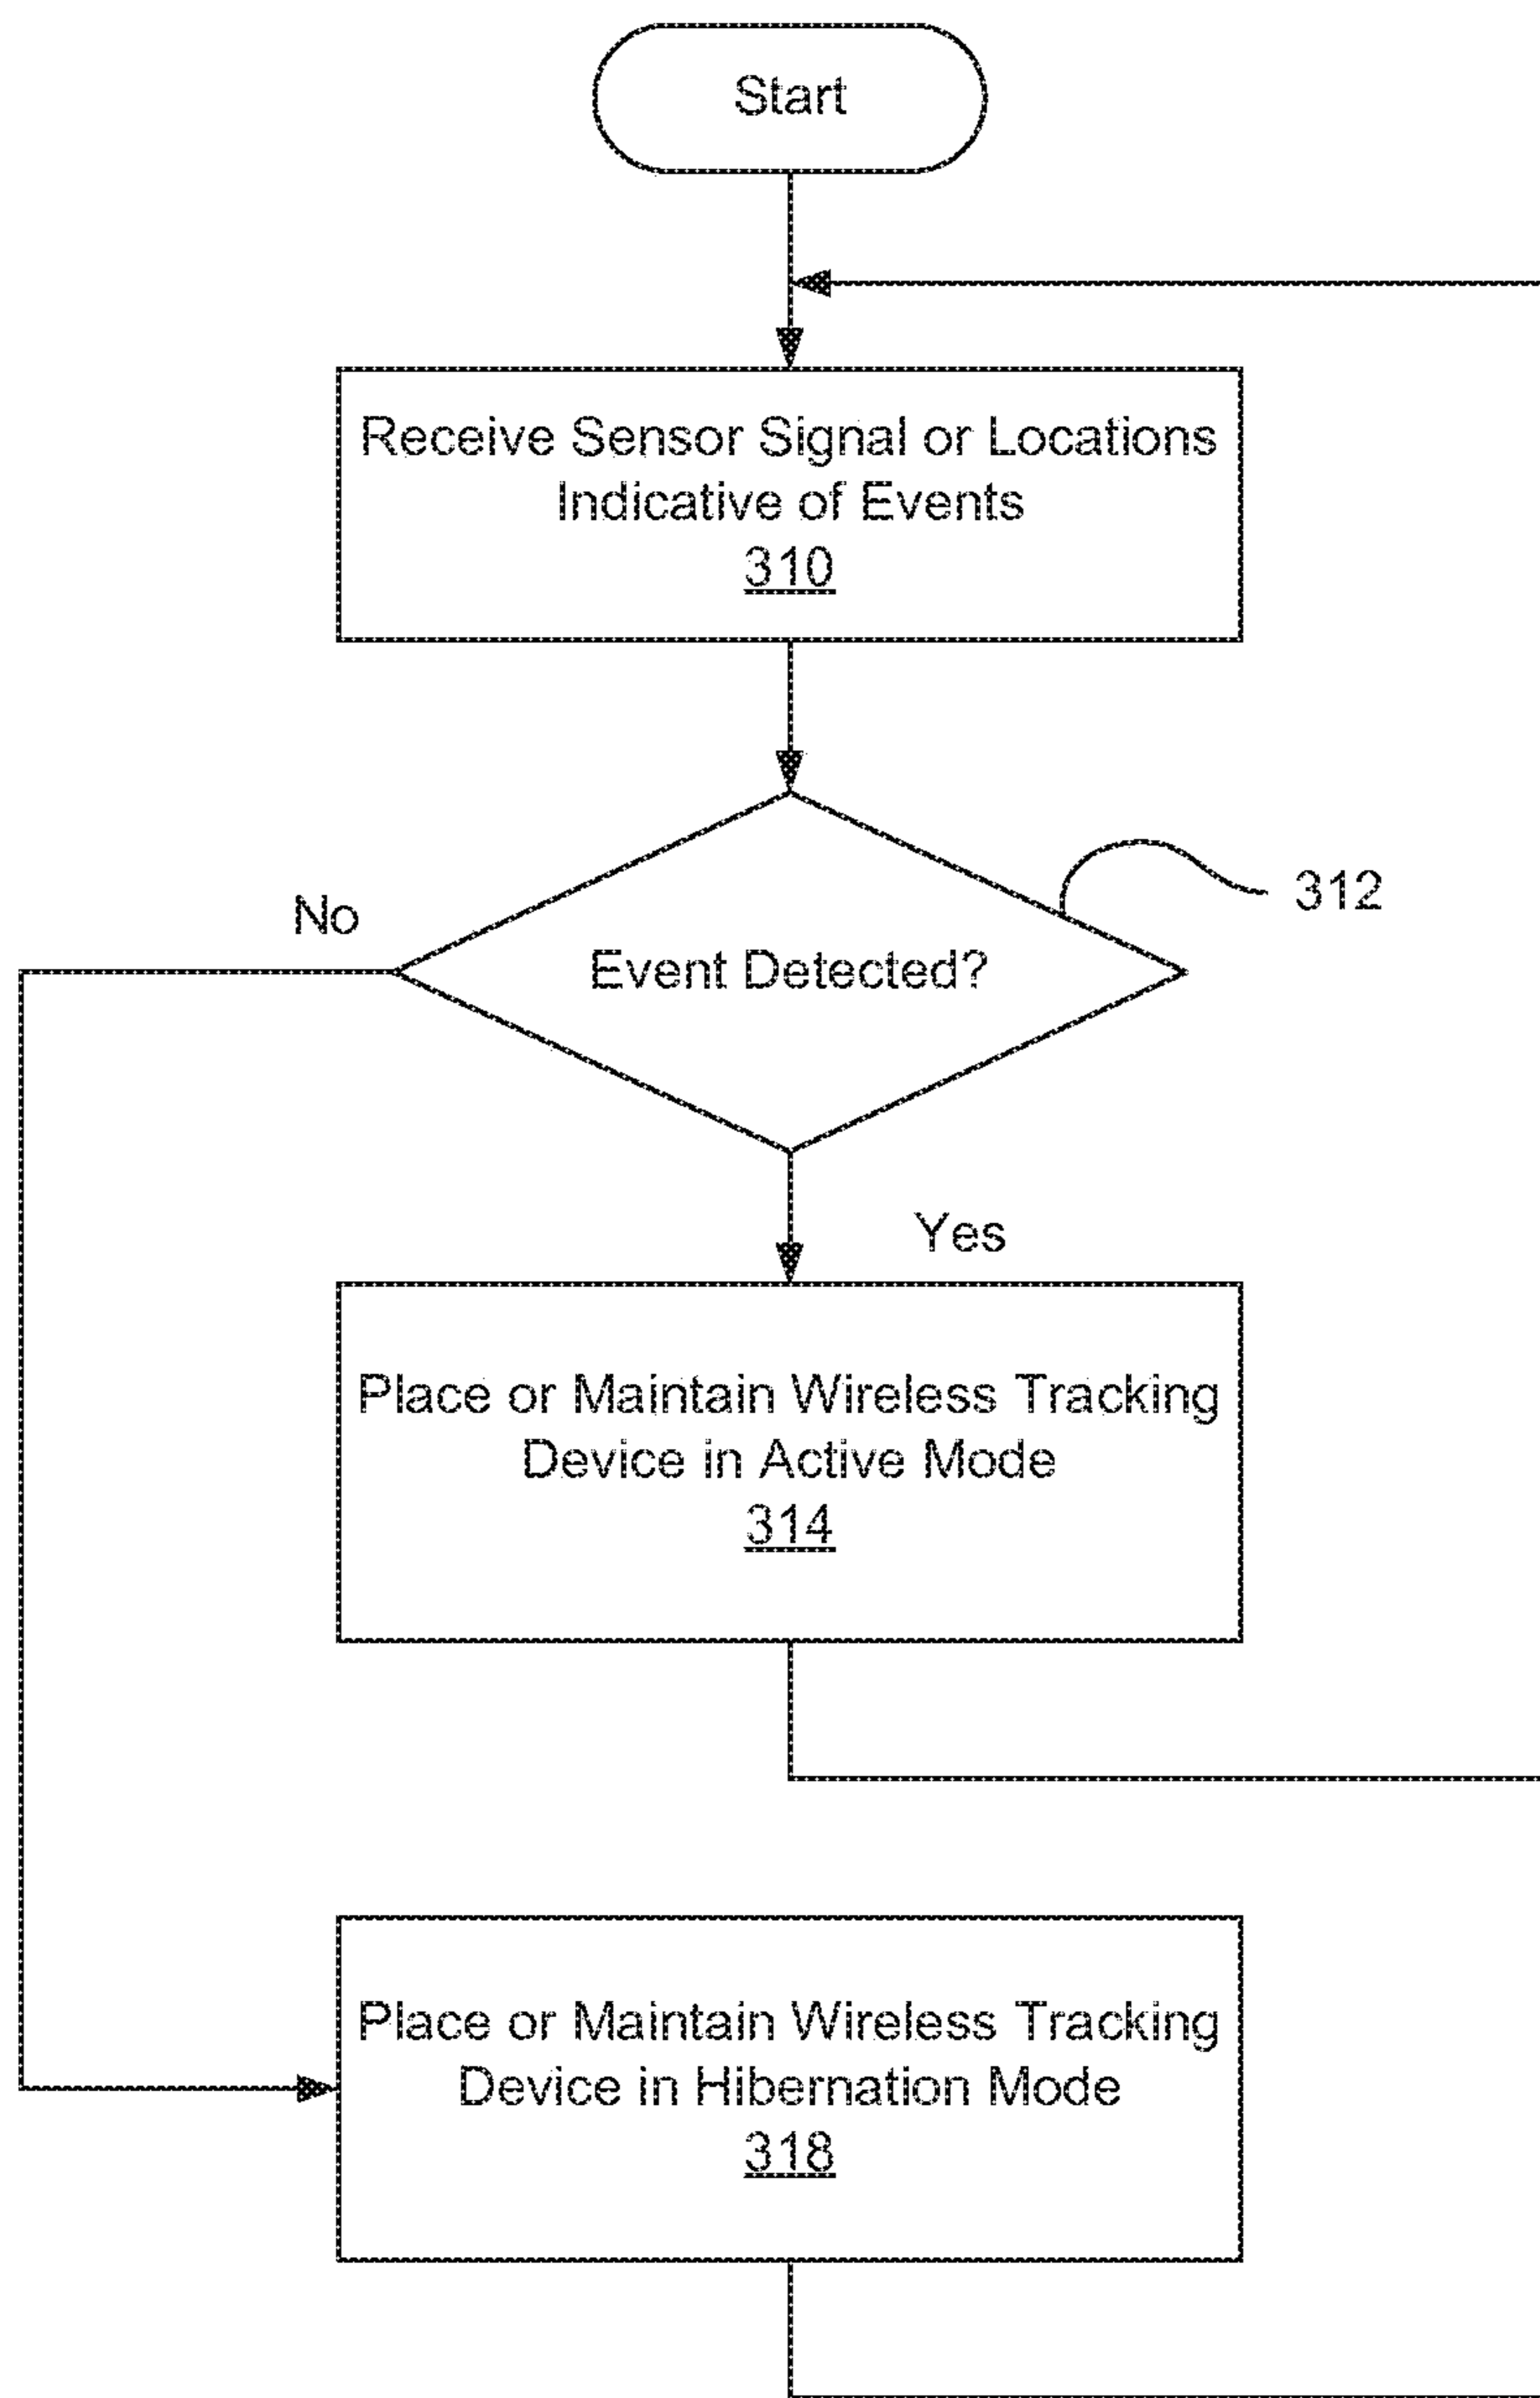 Start
Receive Sensor Signal or Locations
Indicative of Events
310
312
No
Event Detected?
Yes
Place or Maintain Wireless Tracking
Device in Active Mode
314
Place or Maintain Wireless Tracking
Device in Hibernation Mode
318